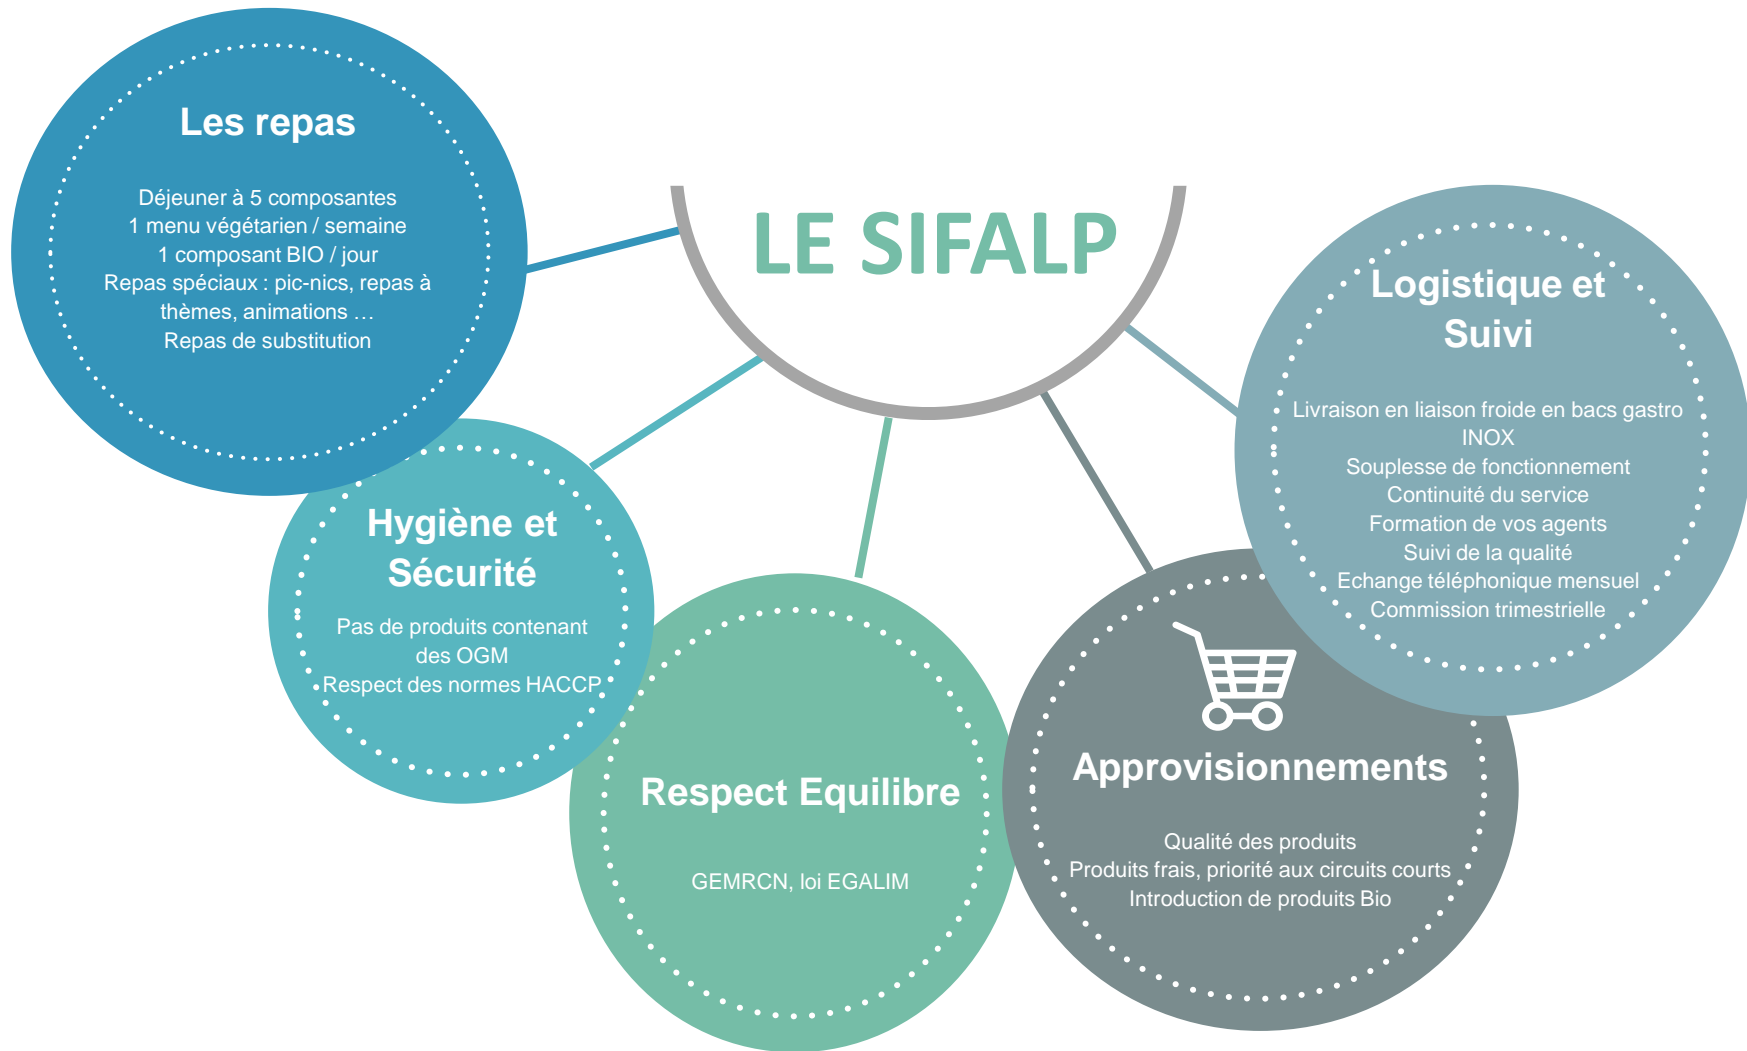 LE SIFALP
Les repas
Déjeuner à 5 composantes
1 menu végétarien / semaine
1 composant BIO / jour
Repas spéciaux : pic-nics, repas à
thèmes, animations …
Repas de substitution
Hygiène et
Sécurité
Pas de produits contenant
des OGM
Respect des normes HACCP
Respect Equilibre
GEMRCN, loi EGALIM
Approvisionnements
Qualité des produits
Produits frais, priorité aux circuits courts
Introduction de produits Bio
Logistique et
Suivi
Livraison en liaison froide en bacs gastro
INOX
Souplesse de fonctionnement
Continuité du service
Formation de vos agents
Suivi de la qualité
Echange téléphonique mensuel
Commission trimestrielle